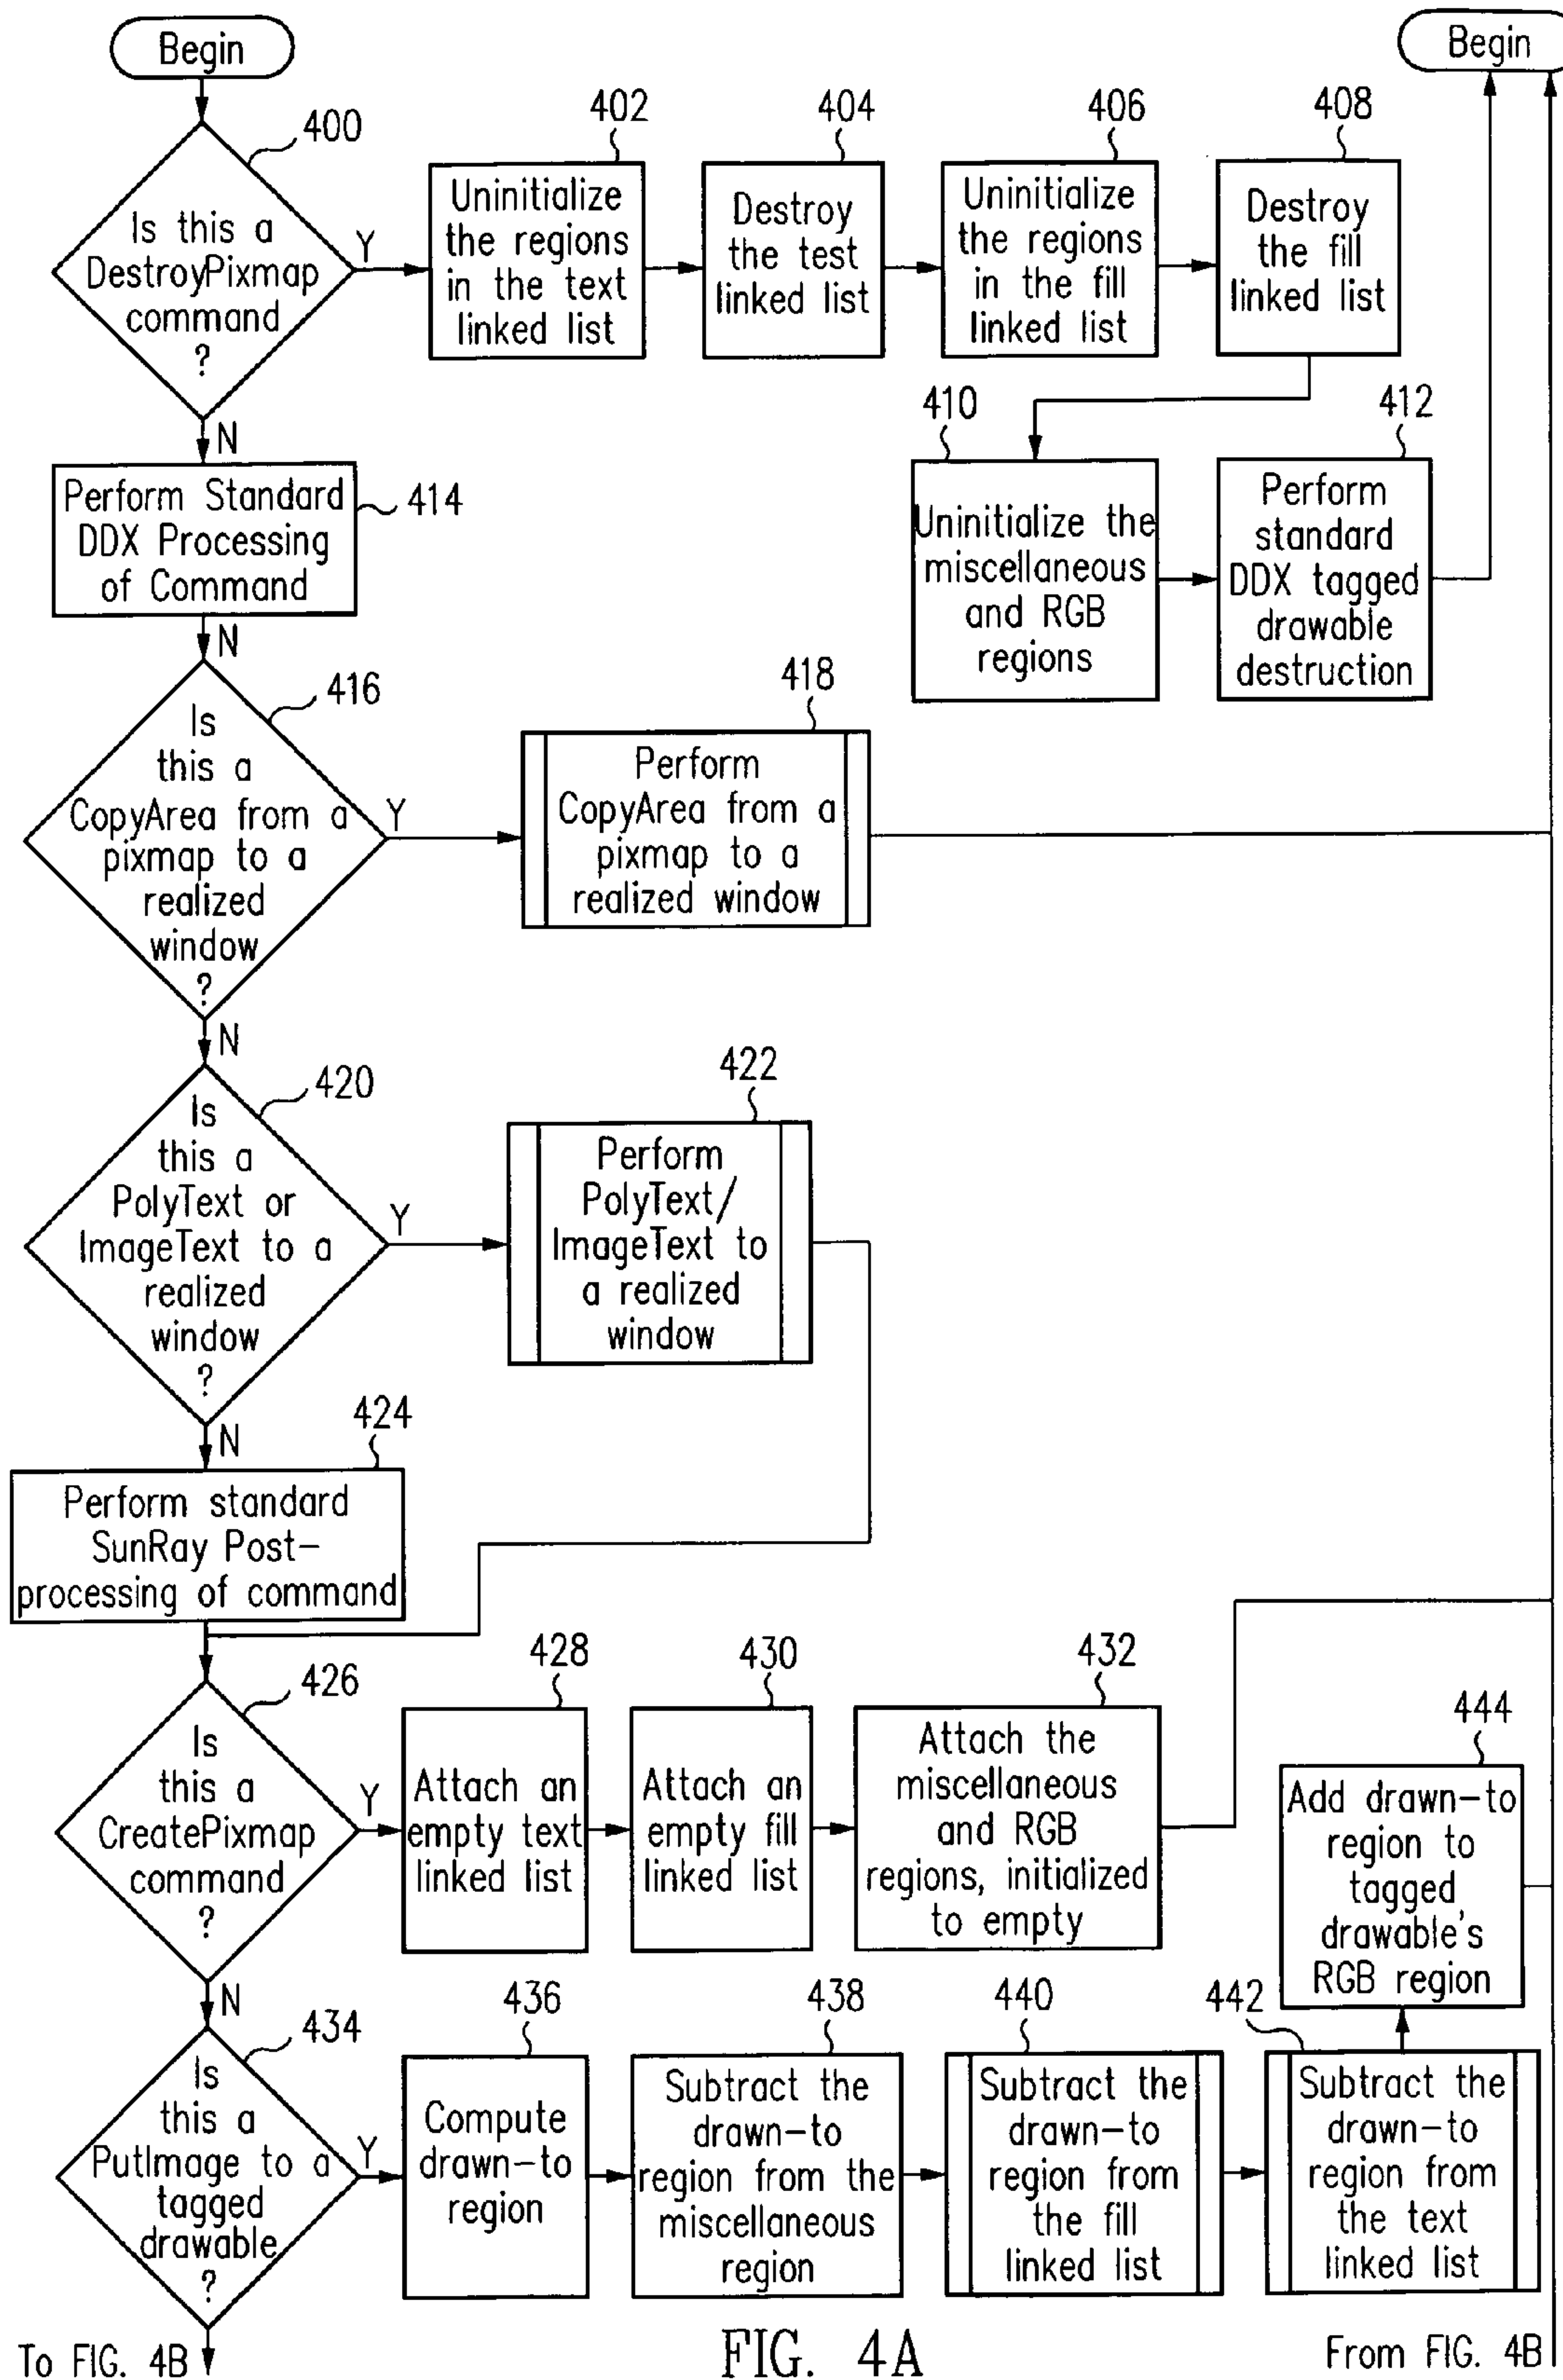 Begin
Begin
400
402
404
406
408
Is this a
DestroyPixmap
command
?
Y
Uninitialize
the regions
in the text
linked list
Destroy
the test
linked list
Uninitialize
the regions
in the fill
linked list
Destroy
the fill
linked list
N
410
412
Perform Standard
DDX Processing
of Command
414
Uninitialize the
miscellaneous
and RGB
regions
Perform
standard
DDX tagged
drawable
destruction
N
416
418
Is
this a
CopyArea from a
pixmap to a
realized
window
?
Y
Perform
CopyArea from a
pixmap to a
realized window
N
420
422
Is
this a
PolyText or
ImageText to a
realized
window
?
Y
Perform
PolyText/
ImageText to
a realized
window
N
424
Perform standard
SunRay Post-
processing of command
426
428
430
432
444
Is
this a
CreatePixmap
command
?
Y
Attach an
empty text
linked list
Attach an
empty fill
linked list
Attach the
miscellaneous
and RGB
regions, initialized
to empty
Add drawn-to
region to
tagged
drawable's
RGB region
N
434
436
438
440
442
Is
this a
PutImage to a
tagged
drawable
?
Y
Compute
drawn-to
region
Subtract the
drawn-to
region from the
miscellaneous
region
Subtract the
drawn-to
region from
the fill
linked list
Subtract the
drawn-to
region from
the text
linked list
To FIG. 4B
FIG. 4A
From FIG. 4B